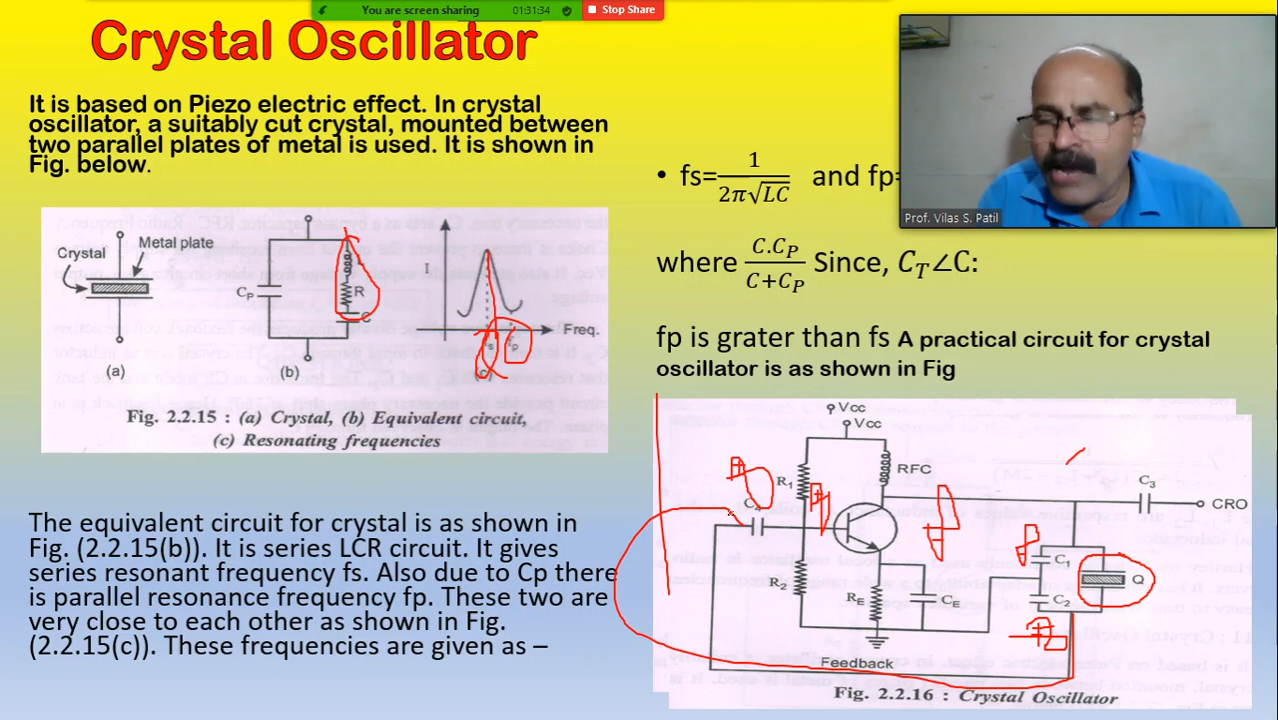 You are screen sharing
01:31:34
Stop Share
Crystal Oscillator
It is based on Piezo electric effect. In crystal
oscillator, a suitably cut crystal, mounted between
two parallel plates of metal is used. It is shown in
Fig. below.
Crystal
Metal plate
(a)
CP
R
C
(b)
I
fs
fp
Freq.
(c)
Fig. 2.2.15 : (a) Crystal, (b) Equivalent circuit,
(c) Resonating frequencies
The equivalent circuit for crystal is as shown in
Fig. (2.2.15(b)). It is series LCR circuit. It gives
series resonant frequency fs. Also due to Cp there
is parallel resonance frequency fp. These two are
very close to each other as shown in Fig.
(2.2.15(c)). These frequencies are given as –
• fs=1/2π√LC and fp=
where C.CP/C+CP Since, CT∠C:
fp is grater than fs A practical circuit for crystal
oscillator is as shown in Fig
Prof. Vilas S. Patil
Vcc
Vcc
RFC
R1
C4
R2
RE
CE
C1
C2
Q
C3
CRO
Feedback
Fig. 2.2.16 : Crystal Oscillator